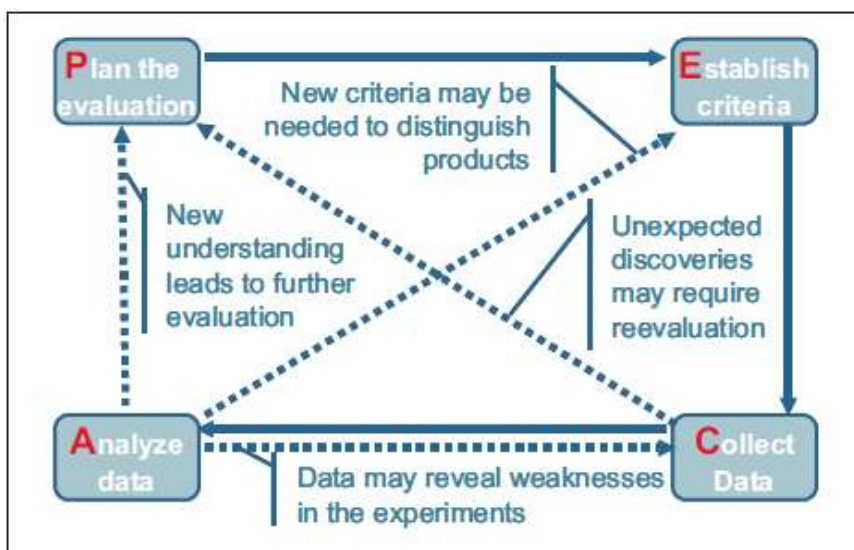 Plan the
evaluation
Establish
criteria
New criteria may be
needed to distinguish
products
New
understanding
leads to further
evaluation
Unexpected
discoveries
may require
reevaluation
Analyze
data
Collect
Data
Data may reveal weaknesses
in the experiments